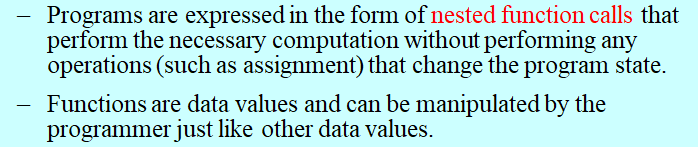 – Programs are expressed in the form of nested function calls that
perform the necessary computation without performing any
operations (such as assignment) that change the program state.
– Functions are data values and can be manipulated by the
programmer just like other data values.